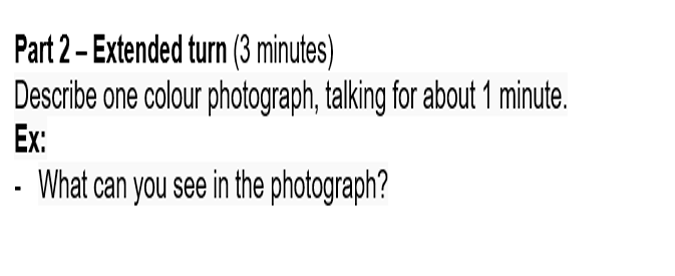 Part 2 – Extended turn (3 minutes)
Describe one colour photograph, talking for about 1 minute.
Ex:
- What can you see in the photograph?